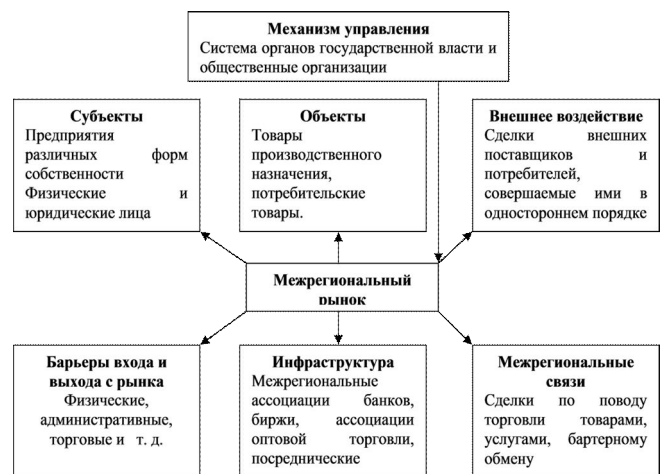 Механизм управления
Система органов государственной власти и
общественные организации
Субъекты
Предприятия
различных форм
собственности
Физические и
юридические лица
Объекты
Товары
производственного
назначения,
потребительские
товары.
Внешнее воздействие
Сделки внешних
поставщиков и
потребителей,
совершаемые ими в
одностороннем порядке
Межрегиональный
рынок
Барьеры входа и
выхода с рынка
Физические,
административные,
торговые и т. д.
Инфраструктура
Межрегиональные
ассоциации банков,
биржи, ассоциации
оптовой торговли,
посреднические
Межрегиональные
связи
Сделки по поводу
торговли товарами,
услугами, бартерному
обмену